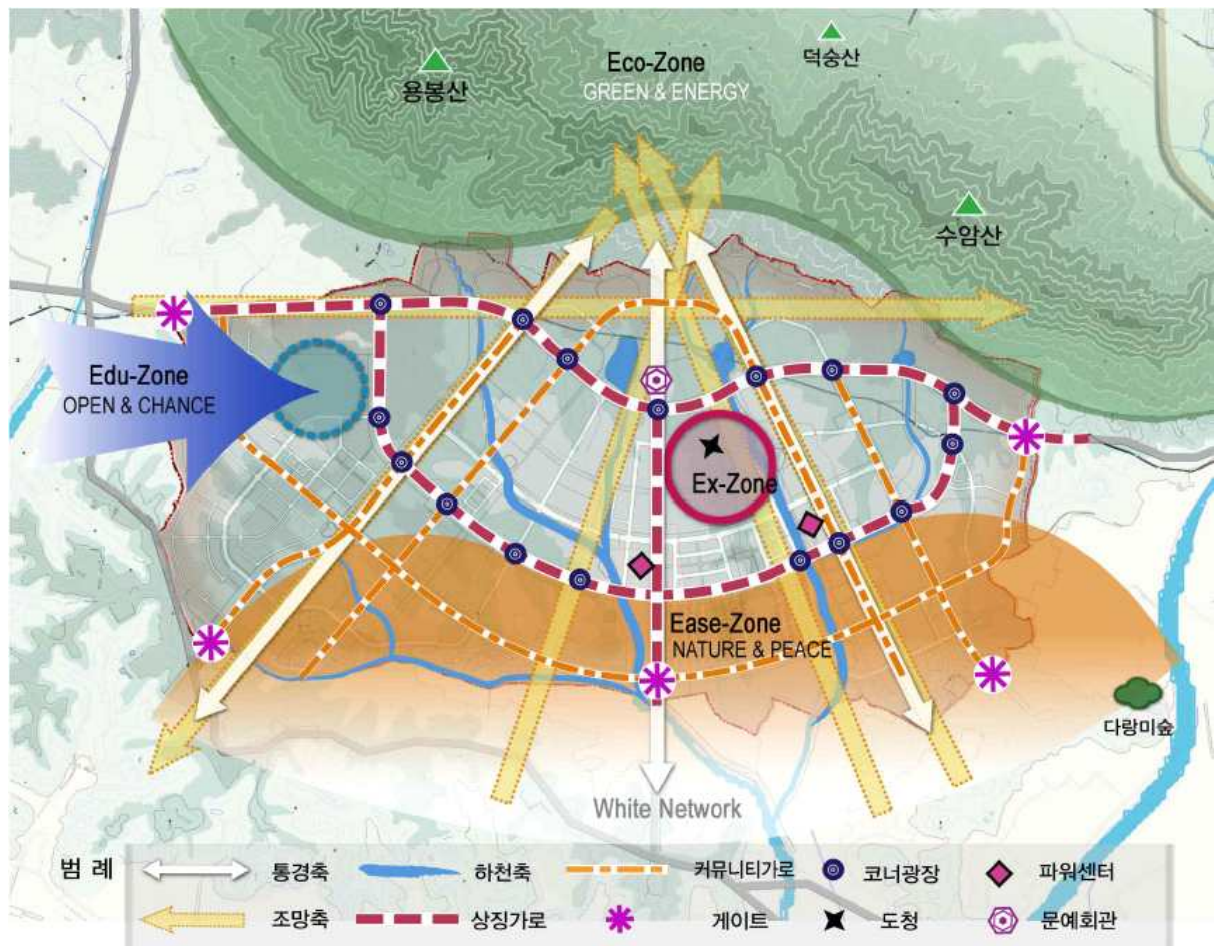 덕숭산
Eco-Zone
GREEN & ENERGY
용봉산
수암산
Edu-Zone
OPEN & CHANCE
Ex-Zone
Ease-Zone
NATURE & PEACE
다랑미숲
White Network
범 례
통경축
하천축
커뮤니티가로
코너광장
파워센터
조망축
상징가로
게이트
도청
문예회관